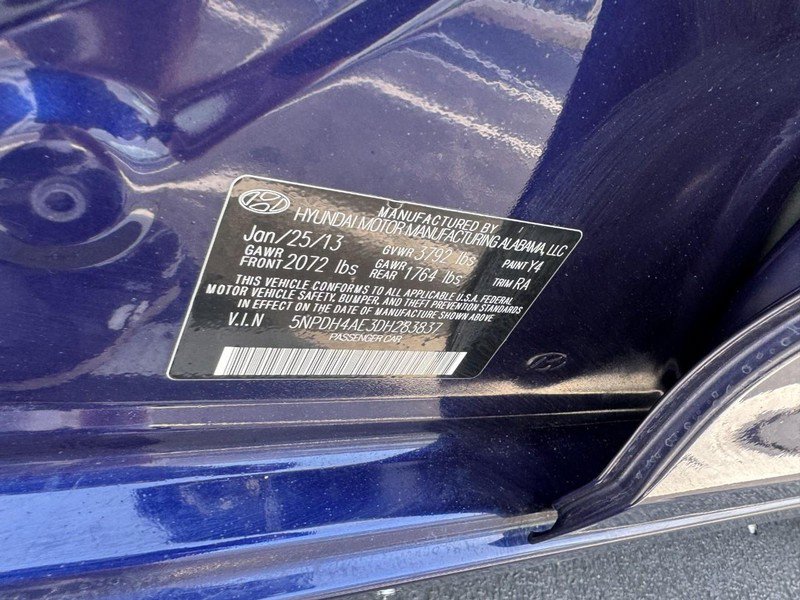 MANUFACTURED BY
HYUNDAI MOTOR MANUFACTURING ALABAMA, LLC
Jan/25/13 GVWR 3792 lbs PAINT Y4
GAWR FRONT 2072 lbs GAWR REAR 1764 lbs TRIM RA
THIS VEHICLE CONFORMS TO ALL APPLICABLE U.S.A. FEDERAL
MOTOR VEHICLE SAFETY, BUMPER, AND THEFT PREVENTION STANDARDS
IN EFFECT ON THE DATE OF MANUFACTURE SHOWN ABOVE
V.I.N 5NPDH4AE3DH283837
PASSENGER CAR